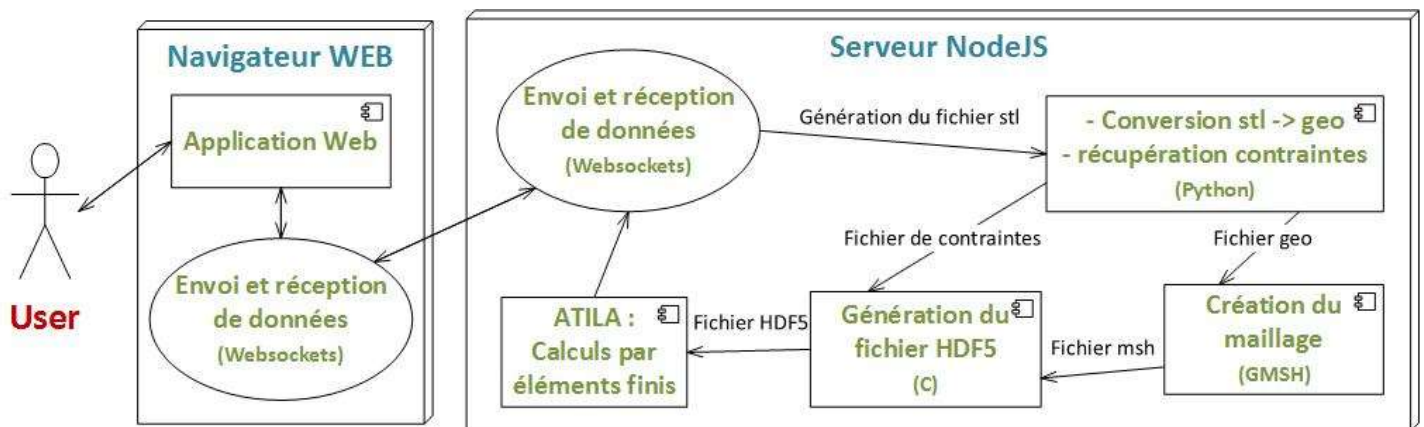 Navigateur WEB
Application Web
Envoi et réception
de données
(Websockets)
User
Serveur NodeJS
Envoi et réception
de données
(Websockets)
Génération du fichier stl
- Conversion stl -> geo
- récupération contraintes
(Python)
Fichier de contraintes
Fichier geo
ATILA :
Calculs par
éléments finis
Fichier HDF5
Génération du
fichier HDF5
(C)
Fichier msh
Création du
maillage
(GMSH)